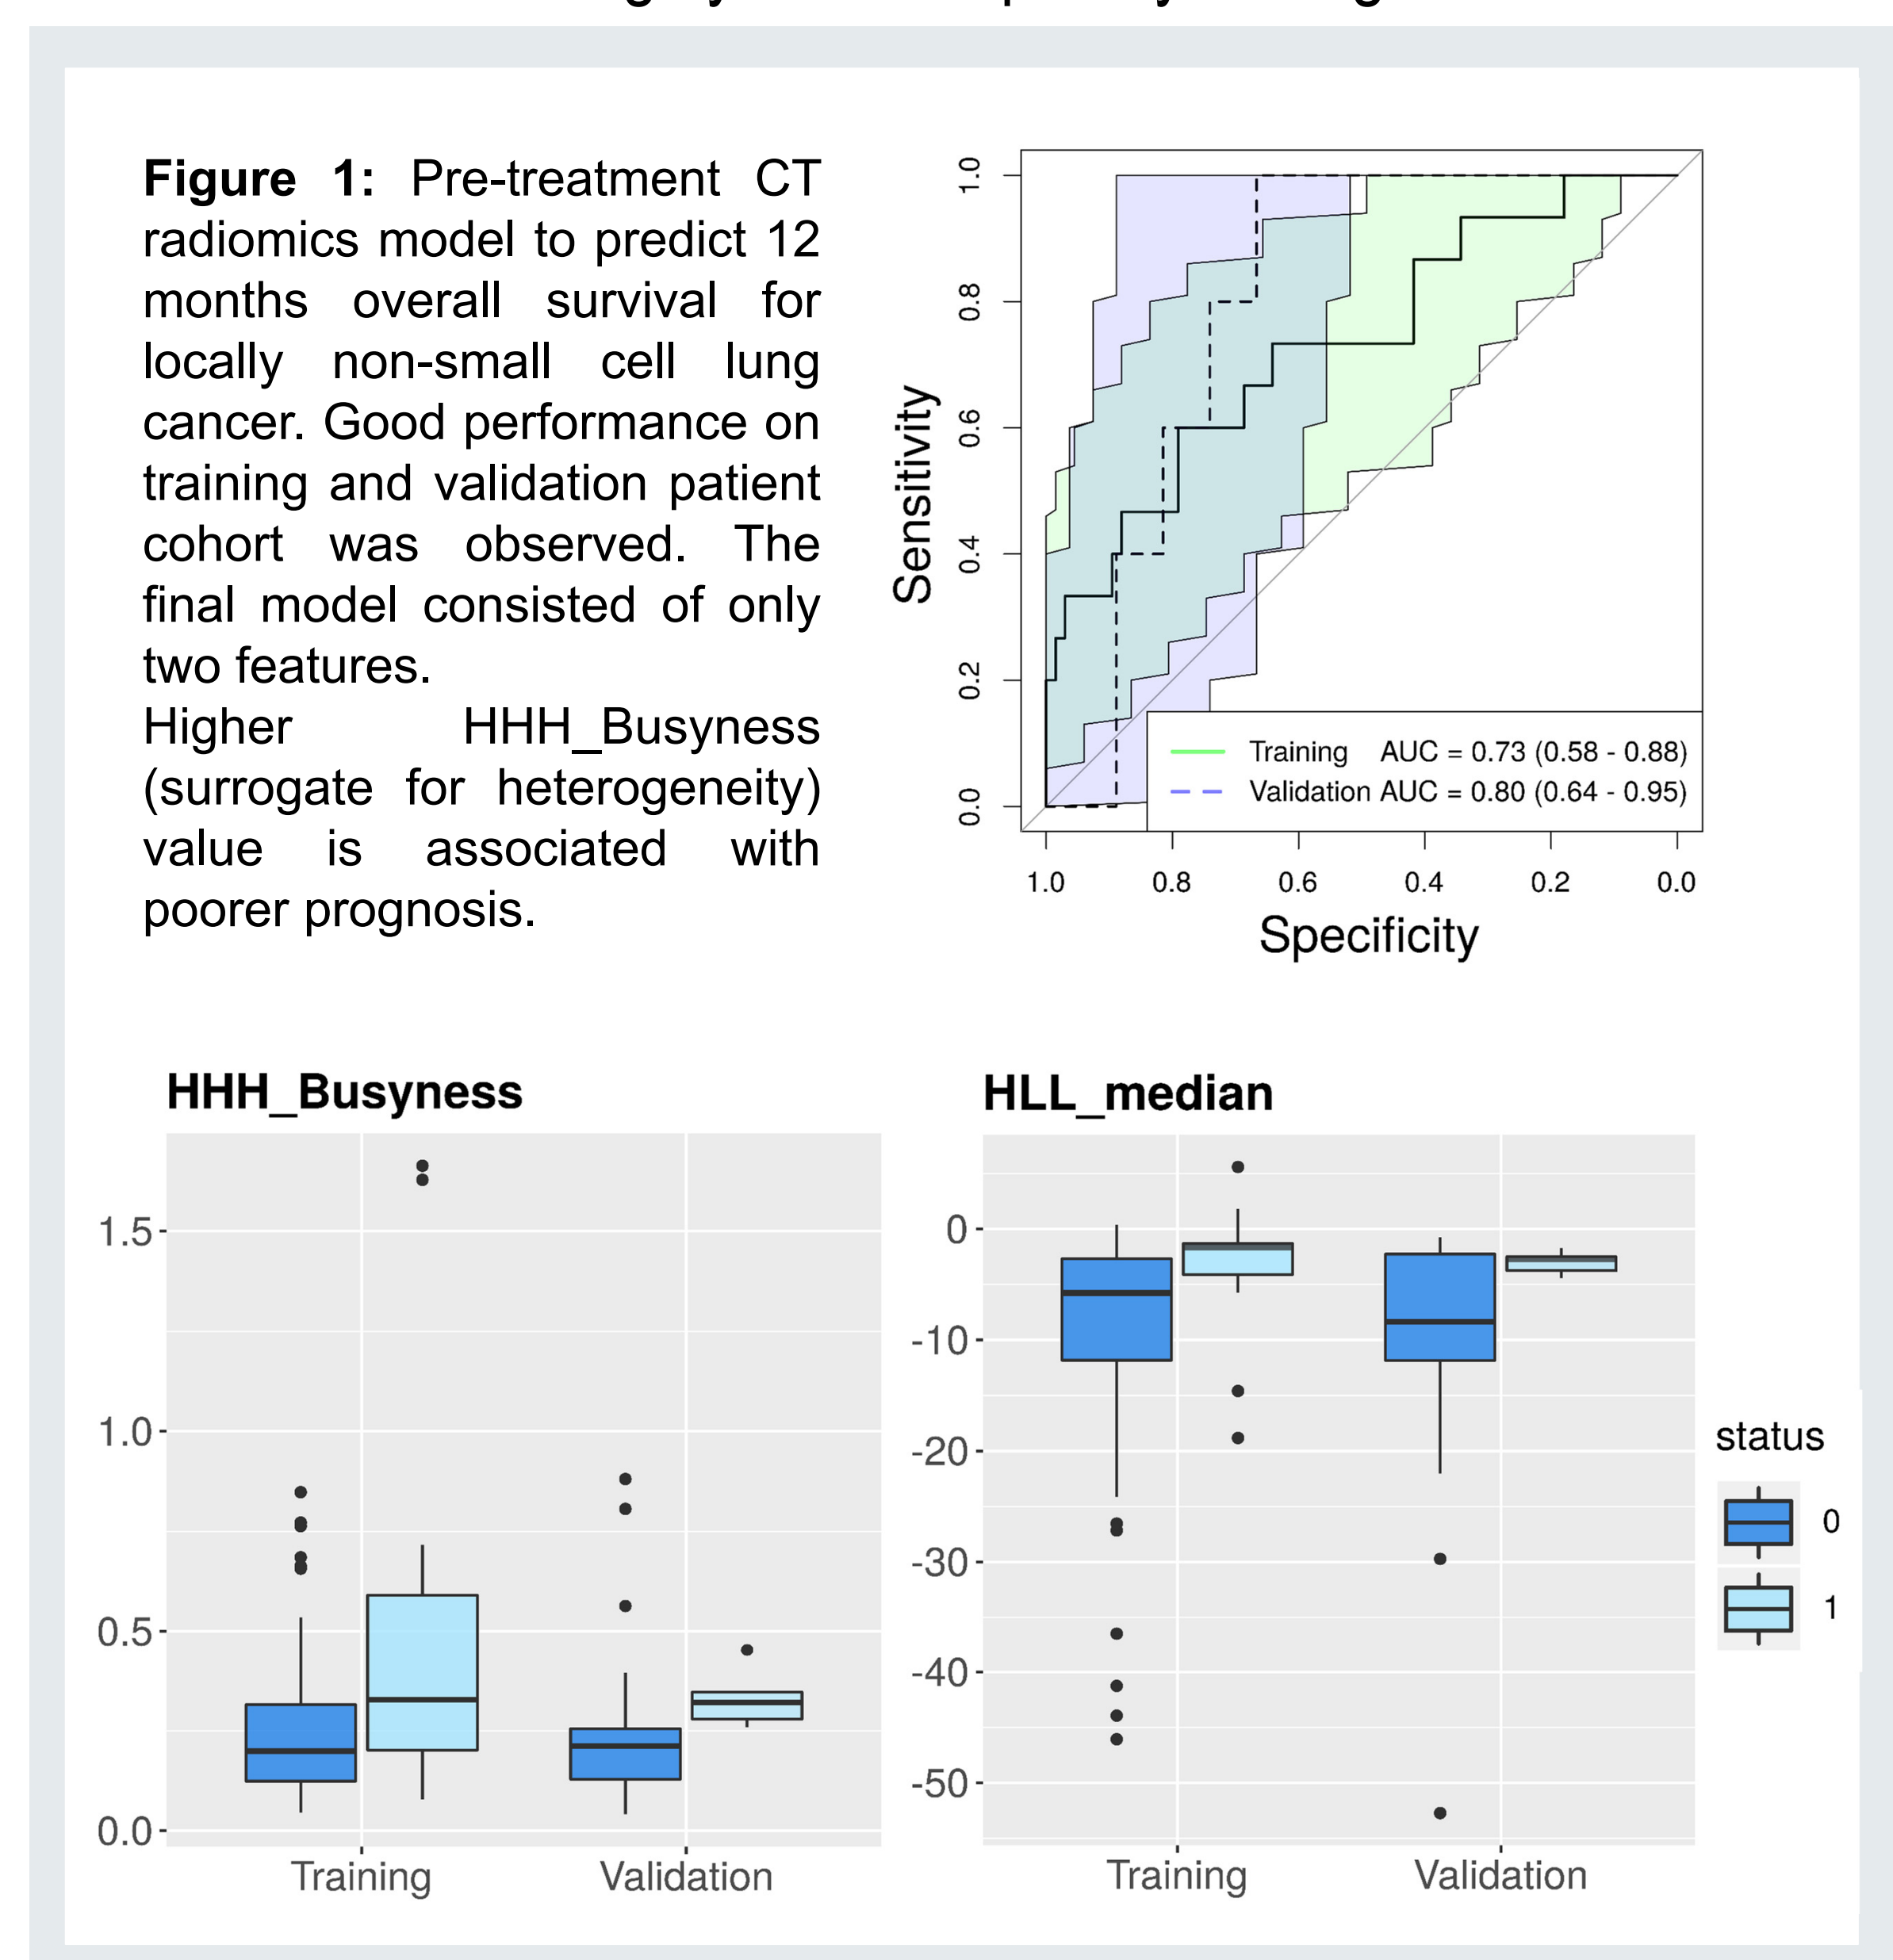 Figure 1: Pre-treatment CT
radiomics model to predict 12
months overall survival for
locally non-small cell lung
cancer. Good performance on
training and validation patient
cohort was observed. The
final model consisted of only
two features.
Higher HHH_Busyness
(surrogate for heterogeneity)
value is associated with
poorer prognosis.
Sensitivity
1.0
0.8
0.6
0.4
0.2
0.0
Training AUC = 0.73 (0.58 - 0.88)
Validation AUC = 0.80 (0.64 - 0.95)
1.0 0.8 0.6 0.4 0.2 0.0
Specificity
HHH_Busyness
1.5
1.0
0.5
0.0
Training Validation
HLL_median
0
-10
-20
-30
-40
-50
Training Validation
status
0
1